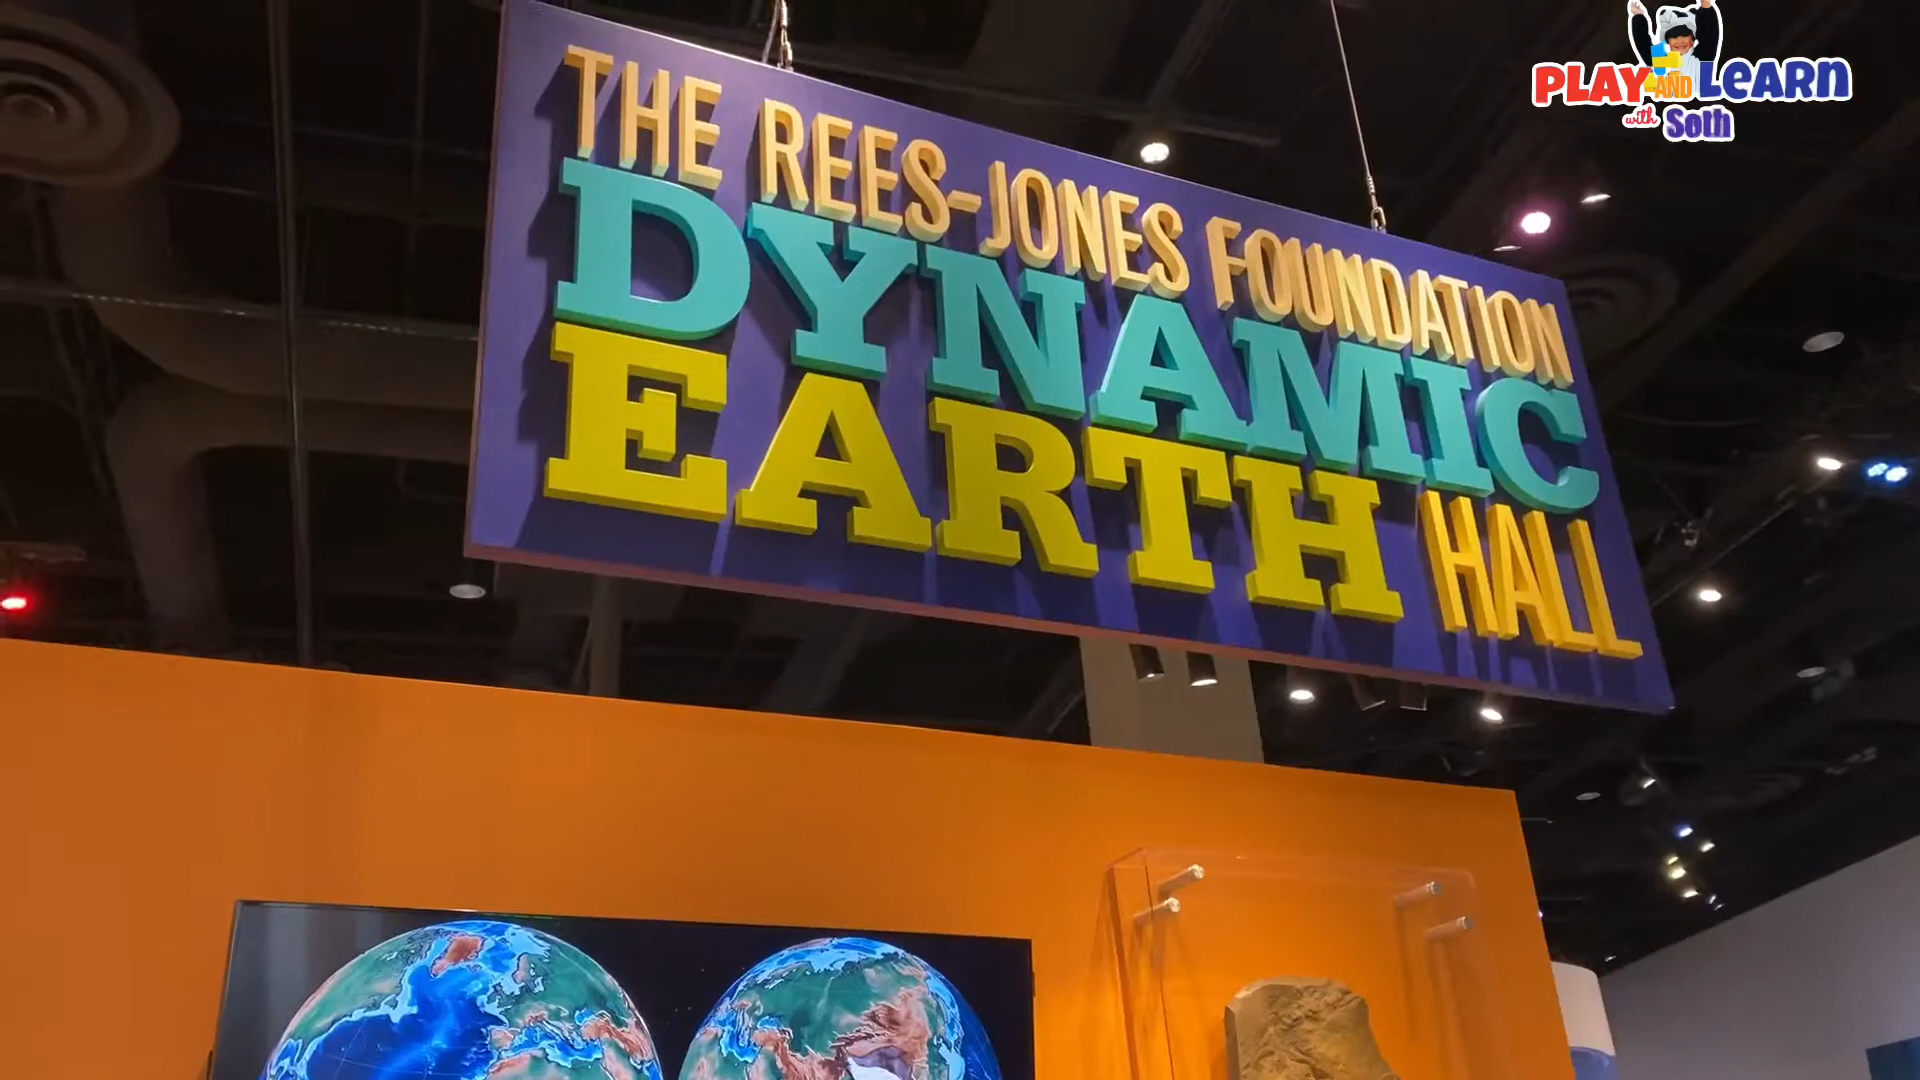 THE REES-JONES FOUNDATION
DYNAMIC
EARTH HALL
PLAY AND LEARN
with Soth